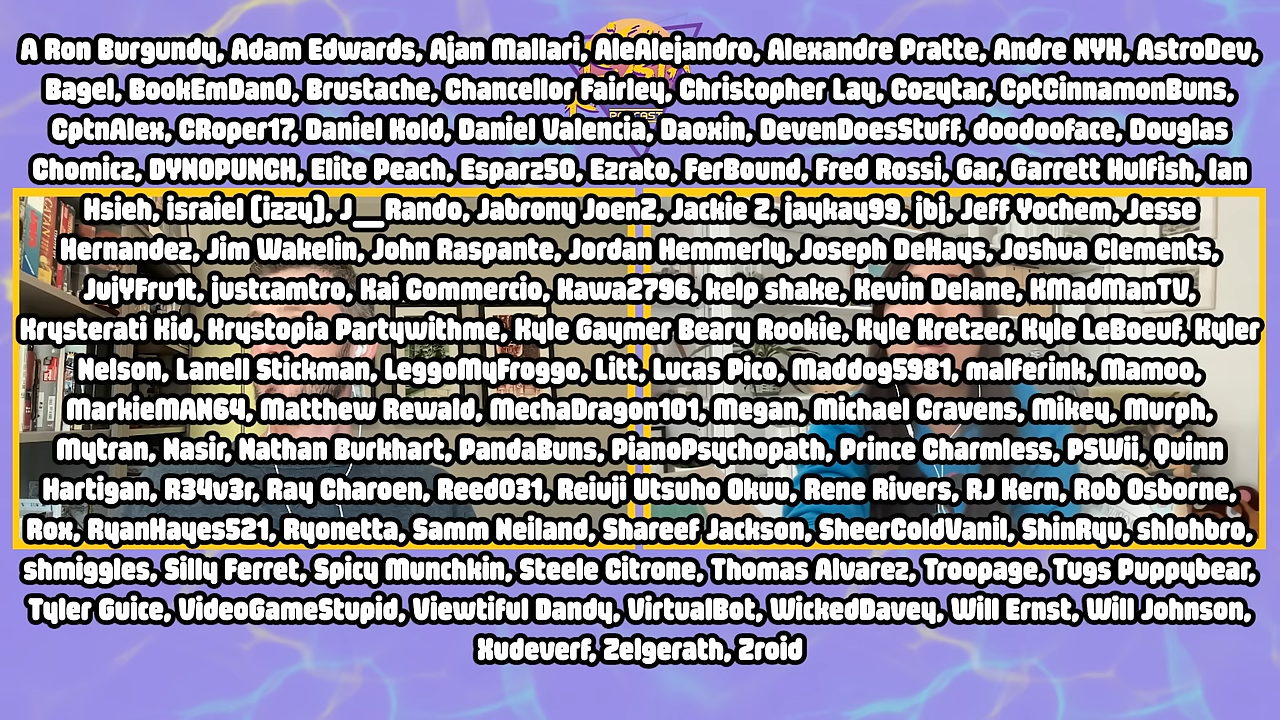 A Ron Burgundy, Adam Edwards, Ajan Mallari, AleAlejandro, Alexandre Pratte, Andre NYH, AstroDev,
Bagel, BookEmDan0, Brustache, Chancellor Fairley, Christopher Lay, Cozytar, CptCinnamonBuns,
CptnAlex, CRoper17, Daniel Kold, Daniel Valencia, Daoxin, DevenDoesStuff, doodooface, Douglas
Chomicz, DYNOPUNCH, Elite Peach, Esparz50, Ezrato, FerBound, Fred Rossi, Gar, Garrett Hulfish, Ian
Hsieh, israiel (izzy), J__Rando, Jabrony JoenZ, Jackie Z, jaykay99, jbj, Jeff Yochem, Jesse
Hernandez, Jim Wakelin, John Raspante, Jordan Hemmerly, Joseph DeHays, Joshua Clements,
JujYFru1t, justcamtro, Kai Commercio, Kawa2796, kelp shake, Kevin Delane, KMadManTV,
Krysterati Kid, Krystopia Partywithme, Kyle Gaymer Beary Rookie, Kyle Kretzer, Kyle LeBoeuf, Kyler
Nelson, Lanell Stickman, LeggoMyFroggo, Litt, Lucas Pico, Maddog5981, malferink, Mamoo,
MarkieMAN64, Matthew Rewald, MechaDragon101, Megan, Michael Cravens, Mikey, Murph,
Mytran, Nasir, Nathan Burkhart, PandaBuns, PianoPsychopath, Prince Charmless, PSWii, Quinn
Hartigan, R34v3r, Ray Charoen, Reed031, Reiuji Utsuho Okuu, Rene Rivers, RJ Kern, Rob Osborne,
Rox, RyanHayes521, Ryonetta, Samm Neiland, Shareef Jackson, SheerColdVanil, ShinRyu, shlohbro,
shmiggles, Silly Ferret, Spicy Munchkin, Steele Citrone, Thomas Alvarez, Troopage, Tugs Puppybear,
Tyler Guice, VideoGameStupid, Viewtiful Dandy, VirtualBot, WickedDavey, Will Ernst, Will Johnson,
Xudeverf, Zelgerath, Zroid